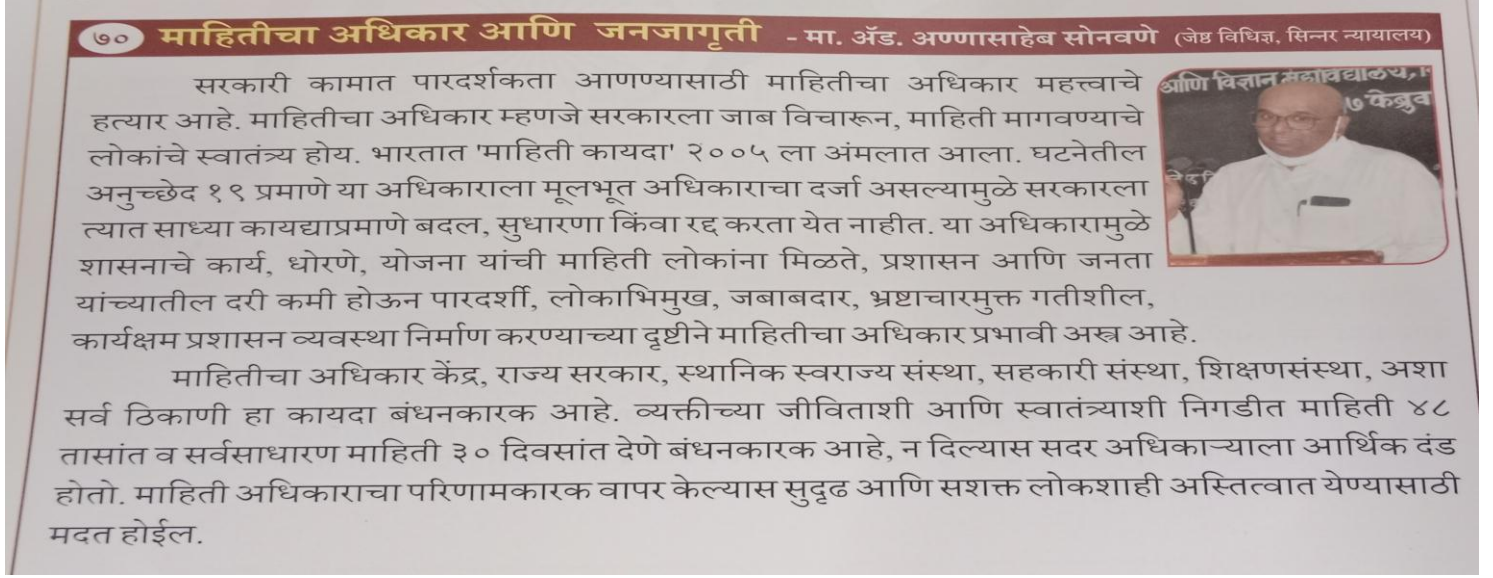 ७० माहितीचा अधिकार आणि जनजागृती - मा. ॲड. अण्णासाहेब सोनवणे (जेष्ठ विधिज्ञ, सिन्नर न्यायालय)
सरकारी कामात पारदर्शकता आणण्यासाठी माहितीचा अधिकार महत्त्वाचे
हत्यार आहे. माहितीचा अधिकार म्हणजे सरकारला जाब विचारून, माहिती मागवण्याचे
लोकांचे स्वातंत्र्य होय. भारतात 'माहिती कायदा' २००५ ला अंमलात आला. घटनेतील
अनुच्छेद १९ प्रमाणे या अधिकाराला मूलभूत अधिकाराचा दर्जा असल्यामुळे सरकारला
त्यात साध्या कायद्याप्रमाणे बदल, सुधारणा किंवा रद्द करता येत नाहीत. या अधिकारामुळे
शासनाचे कार्य, धोरणे, योजना यांची माहिती लोकांना मिळते, प्रशासन आणि जनता
यांच्यातील दरी कमी होऊन पारदर्शी, लोकाभिमुख, जबाबदार, भ्रष्टाचारमुक्त गतीशील,
कार्यक्षम प्रशासन व्यवस्था निर्माण करण्याच्या दृष्टीने माहितीचा अधिकार प्रभावी अस्त्र आहे.
माहितीचा अधिकार केंद्र, राज्य सरकार, स्थानिक स्वराज्य संस्था, सहकारी संस्था, शिक्षणसंस्था, अशा
सर्व ठिकाणी हा कायदा बंधनकारक आहे. व्यक्तीच्या जीविताशी आणि स्वातंत्र्याशी निगडीत माहिती ४८
तासांत व सर्वसाधारण माहिती ३० दिवसांत देणे बंधनकारक आहे, न दिल्यास सदर अधिकाऱ्याला आर्थिक दंड
होतो. माहिती अधिकाराचा परिणामकारक वापर केल्यास सुदृढ आणि सशक्त लोकशाही अस्तित्वात येण्यासाठी
मदत होईल.
आणि विज्ञान महाविद्यालय,
७ फेब्रुव